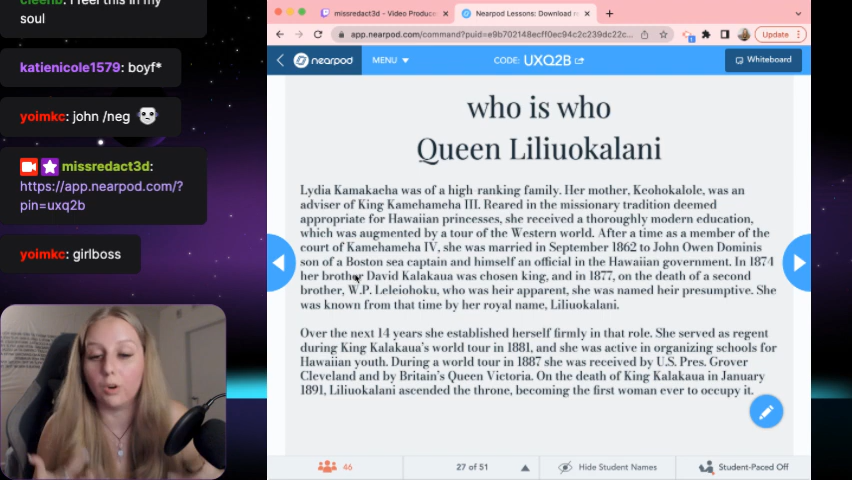 soul
katienicole1579: boyf*
yoimkc: john /neg
missredact3d:
https://app.nearpod.com/?
pin=uxq2b
yoimkc: girlboss
missredact3d - Video Produce
Nearpod Lessons: Download n
app.nearpod.com/command?puid=e9b702148ecff0ec94c2c239dc22c...
Update
nearpod
MENU
CODE: UXQ2B
Whiteboard
who is who
Queen Liliuokalani
Lydia Kamakaeha was of a high-ranking family. Her mother, Keohokalole, was an
adviser of King Kamehameha III. Reared in the missionary tradition deemed
appropriate for Hawaiian princesses, she received a thoroughly modern education,
which was augmented by a tour of the Western world. After a time as a member of the
court of Kamehameha IV, she was married in September 1862 to John Owen Dominis
son of a Boston sea captain and himself an official in the Hawaiian government. In 1874
her brother David Kalakaua was chosen king, and in 1877, on the death of a second
brother, W.P. Leleiohoku, who was heir apparent, she was named heir presumptive. She
was known from that time by her royal name, Liliuokalani.
Over the next 14 years she established herself firmly in that role. She served as regent
during King Kalakaua's world tour in 1881, and she was active in organizing schools for
Hawaiian youth. During a world tour in 1887 she was received by U.S. Pres. Grover
Cleveland and by Britain's Queen Victoria. On the death of King Kalakaua in January
1891, Liliuokalani ascended the throne, becoming the first woman ever to occupy it.
46
27 of 51
Hide Student Names
Student-Paced Off